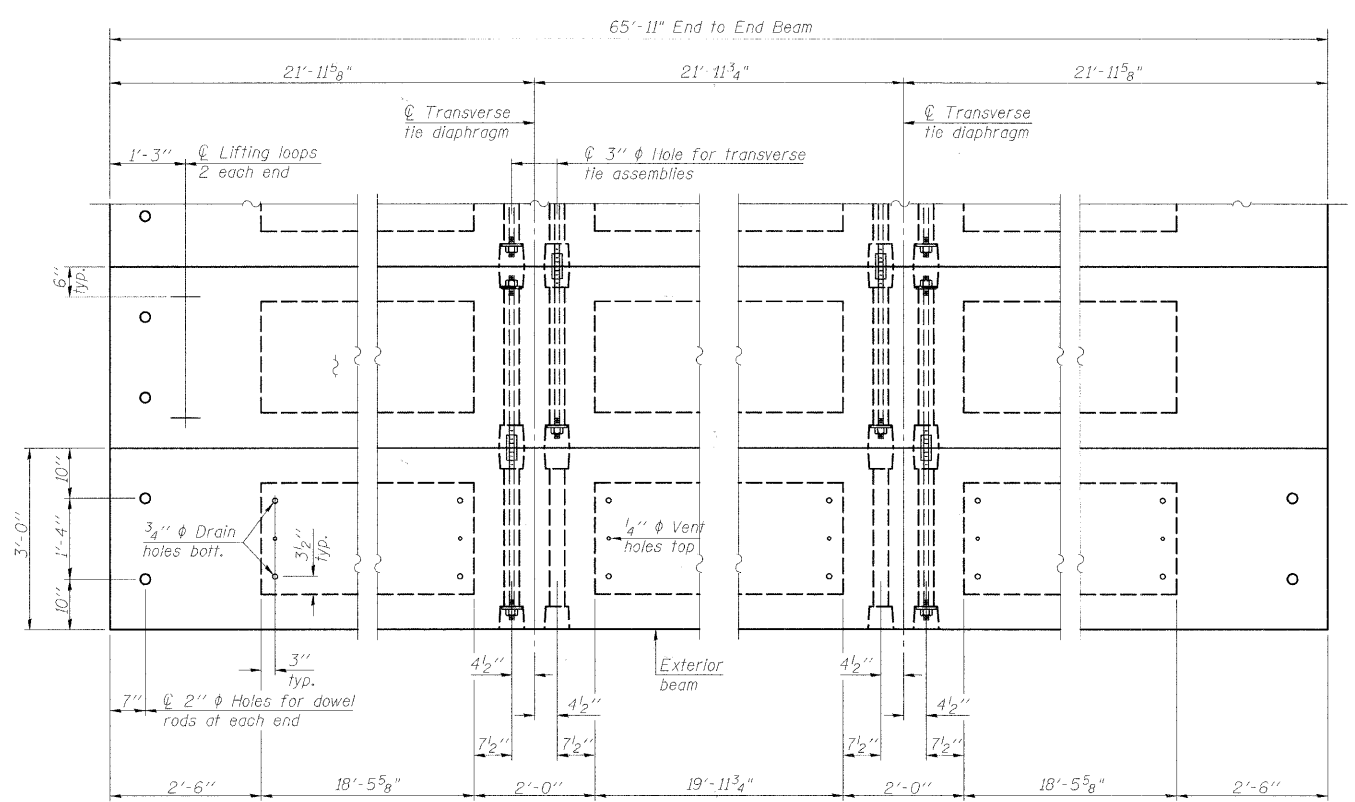 65'-11" End to End Beam
21'-11⅝"
21'-11¾"
21'-11⅝"
℄ Transverse
tie diaphragm
℄ Transverse
tie diaphragm
1'-3"
℄ Lifting loops
2 each end
℄ 3" ϕ Hole for transverse
tie assemblies
6"
typ.
3'-0"
10"
1'-4"
10"
¾" ϕ Drain
holes bott.
3½"
typ.
¼" ϕ Vent
holes top
3"
typ.
7"
℄ 2" ϕ Holes for dowel
rods at each end
4½"
4½"
Exterior
beam
4½"
4½"
7½"
7½"
7½"
7½"
2'-6"
18'-5⅝"
2'-0"
19'-11¾"
2'-0"
18'-5⅝"
2'-6"